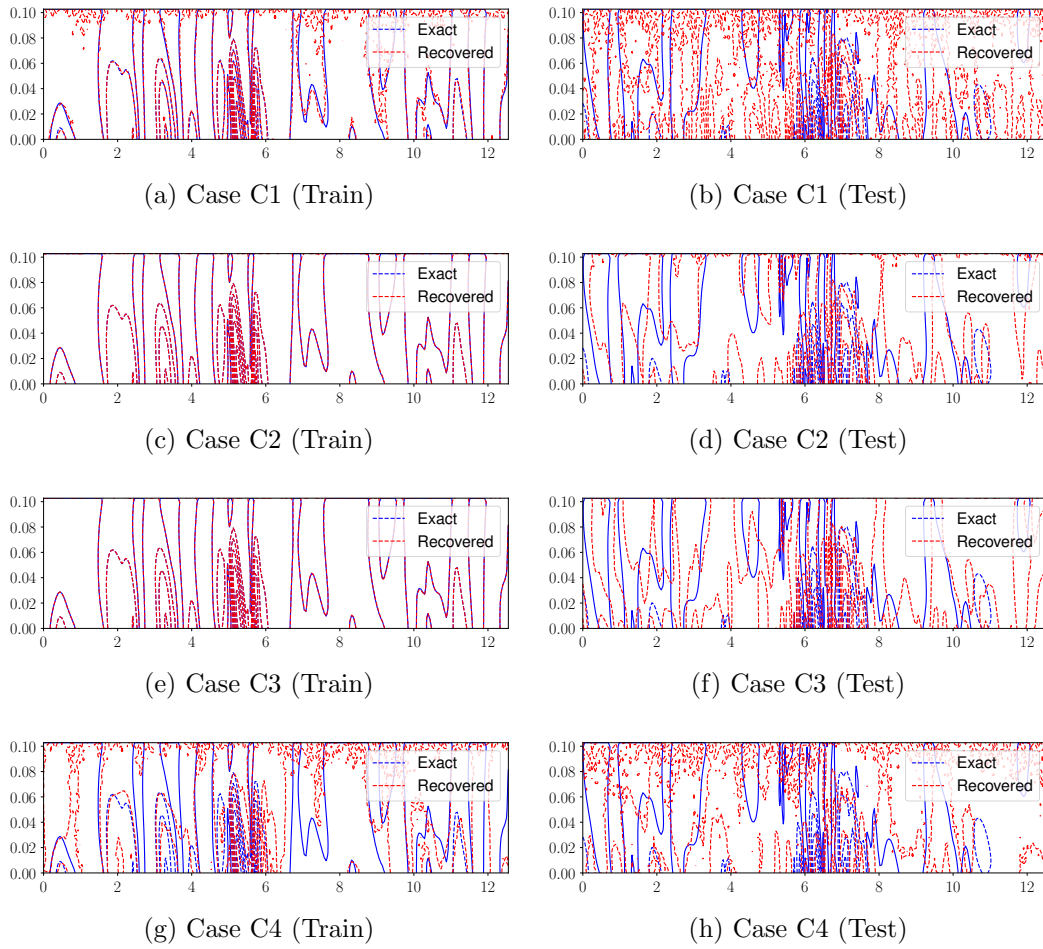 0.10
0.08
0.06
0.04
0.02
0.00
0 2 4 6 8 10 12
Exact
Recovered
(a) Case C1 (Train)
0.10
0.08
0.06
0.04
0.02
0.00
0 2 4 6 8 10 12
Exact
Recovered
(b) Case C1 (Test)
0.10
0.08
0.06
0.04
0.02
0.00
0 2 4 6 8 10 12
Exact
Recovered
(c) Case C2 (Train)
0.10
0.08
0.06
0.04
0.02
0.00
0 2 4 6 8 10 12
Exact
Recovered
(d) Case C2 (Test)
0.10
0.08
0.06
0.04
0.02
0.00
0 2 4 6 8 10 12
Exact
Recovered
(e) Case C3 (Train)
0.10
0.08
0.06
0.04
0.02
0.00
0 2 4 6 8 10 12
Exact
Recovered
(f) Case C3 (Test)
0.10
0.08
0.06
0.04
0.02
0.00
0 2 4 6 8 10 12
Exact
Recovered
(g) Case C4 (Train)
0.10
0.08
0.06
0.04
0.02
0.00
0 2 4 6 8 10 12
Exact
Recovered
(h) Case C4 (Test)